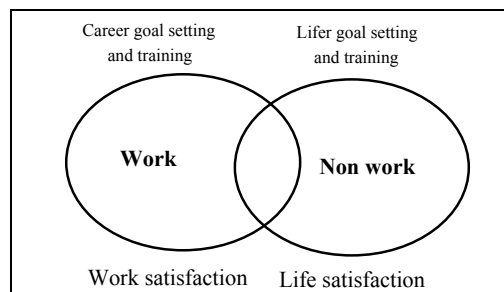 Career goal setting
and training
Lifer goal setting
and training
Work
Non work
Work satisfaction
Life satisfaction